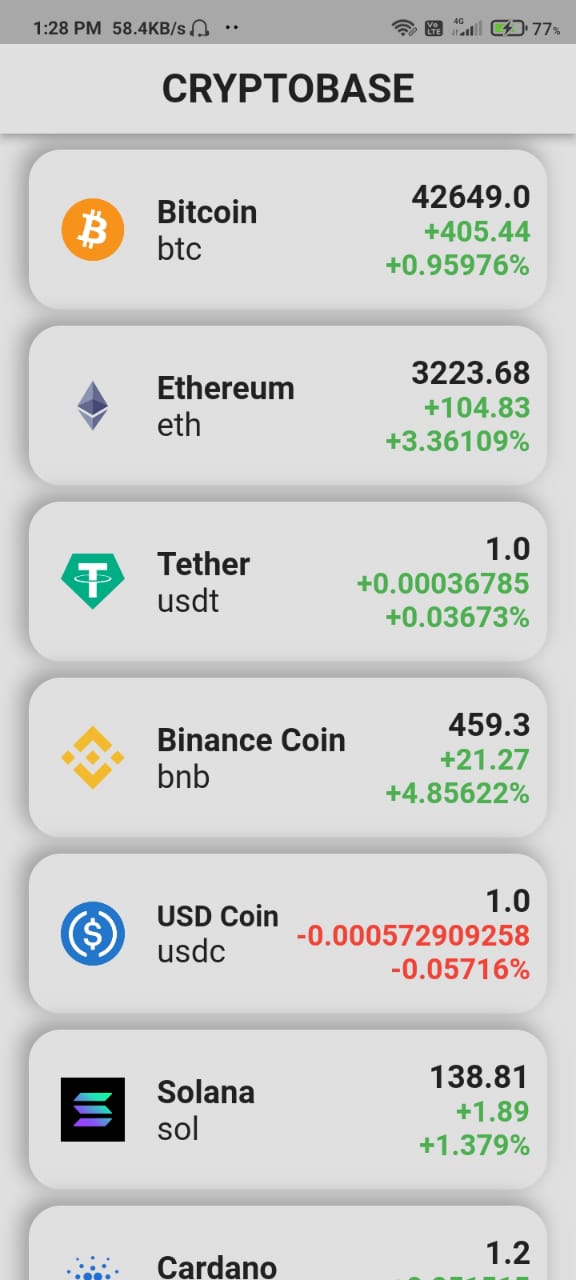 1:28 PM 58.4KB/s Vo LTE 4G 77%
CRYPTOBASE
Bitcoin
btc
42649.0
+405.44
+0.95976%
Ethereum
eth
3223.68
+104.83
+3.36109%
Tether
usdt
1.0
+0.00036785
+0.03673%
Binance Coin
bnb
459.3
+21.27
+4.85622%
USD Coin
usdc
1.0
-0.000572909258
-0.05716%
Solana
sol
138.81
+1.89
+1.379%
Cardano
1.2